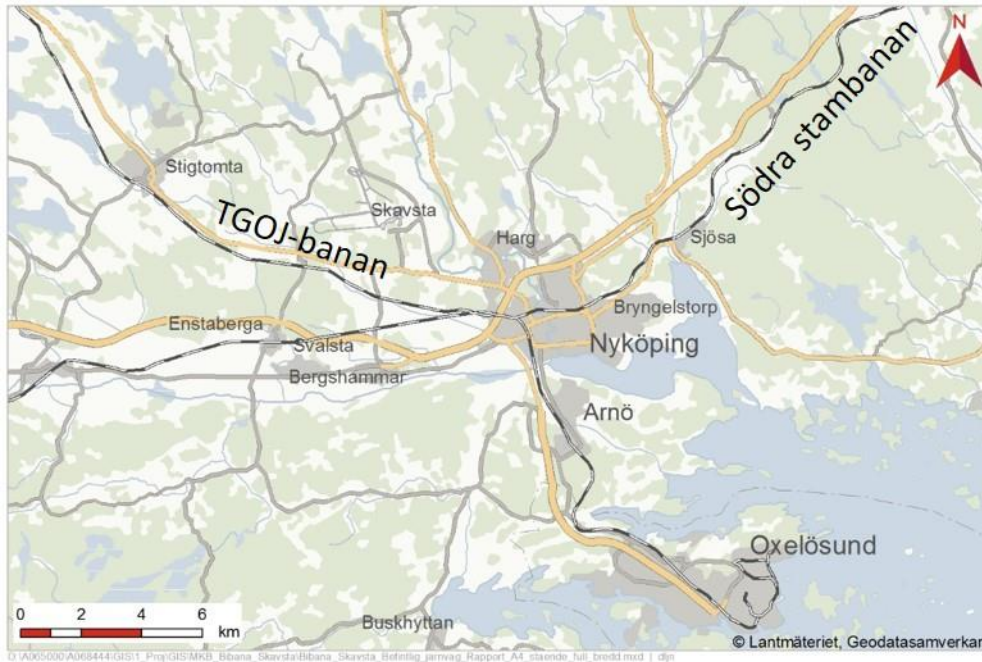 N
Södra stambanan
Stigtomta
TGOJ-banan
Skavsta
Harg
Sjösa
Enstaberga
Svalsta
Bryngelstorp
Nyköping
Bergshammar
Arnö
Oxelösund
Buskhyttan
0 2 4 6
km
© Lantmäteriet, Geodatasamverkan